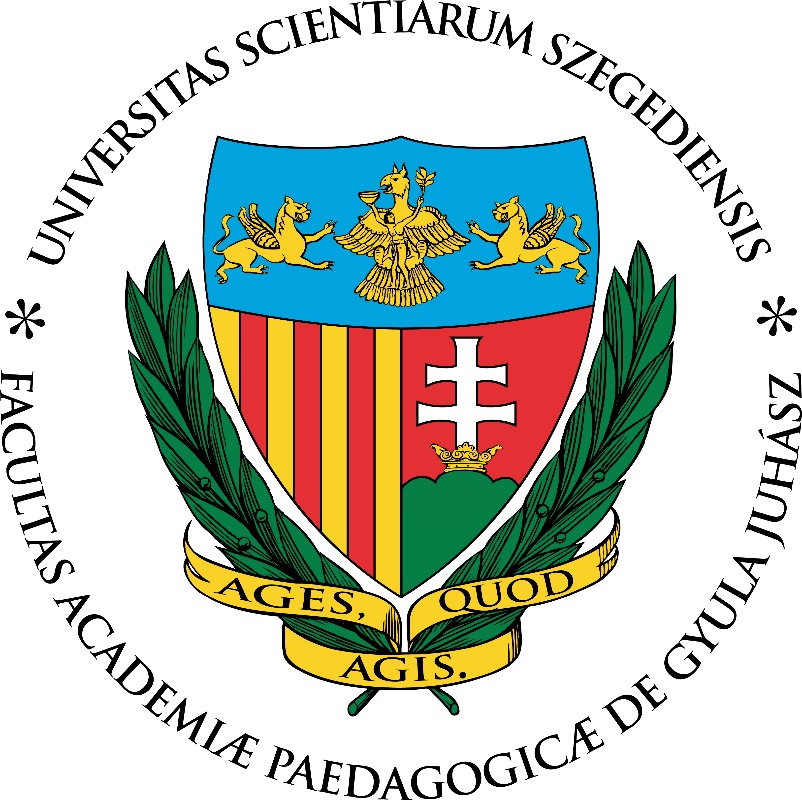 UNIVERSITAS SCIENTIARUM SZEGEDIENSIS
* FACULTAS ACADEMIÆ PAEDAGOGICÆ DE GYULA JUHÁSZ *
AGES, QUOD
AGIS.